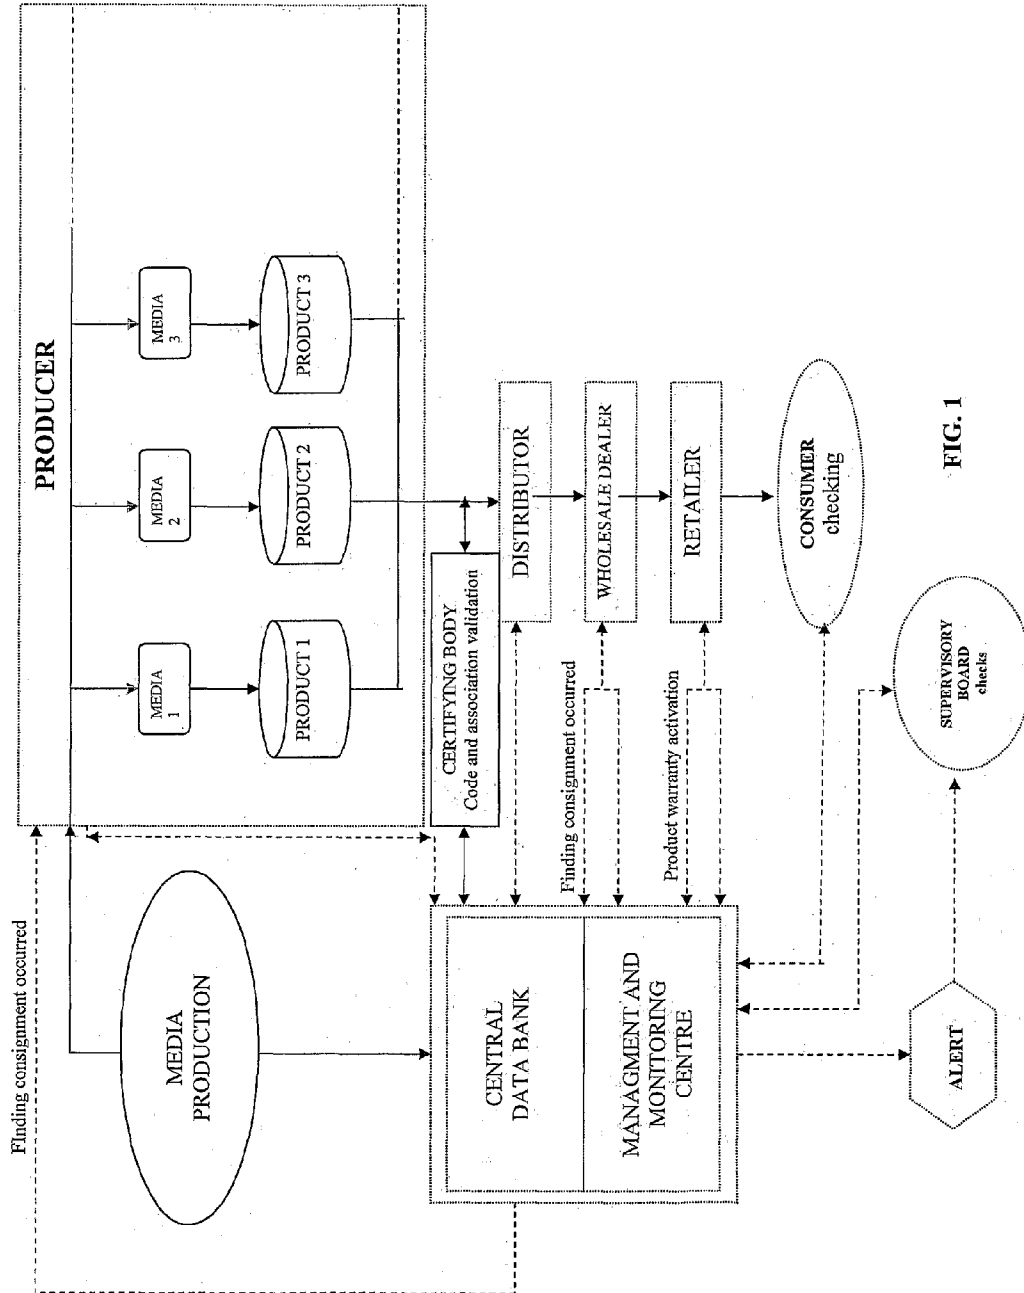 Finding consignment occurred
PRODUCER
MEDIA
PRODUCTION
MEDIA
1
MEDIA
2
MEDIA
3
PRODUCT 1
PRODUCT 2
PRODUCT 3
CERTIFYING BODY
Code and association validation
CENTRAL
DATA BANK
MANAGMENT AND
MONITORING
CENTRE
DISTRIBUTOR
Finding consignment occurred
WHOLESALE DEALER
Product warranty activation
RETAILER
CONSUMER
checking
ALERT
SUPERVISORY
BOARD
checks
FIG. 1